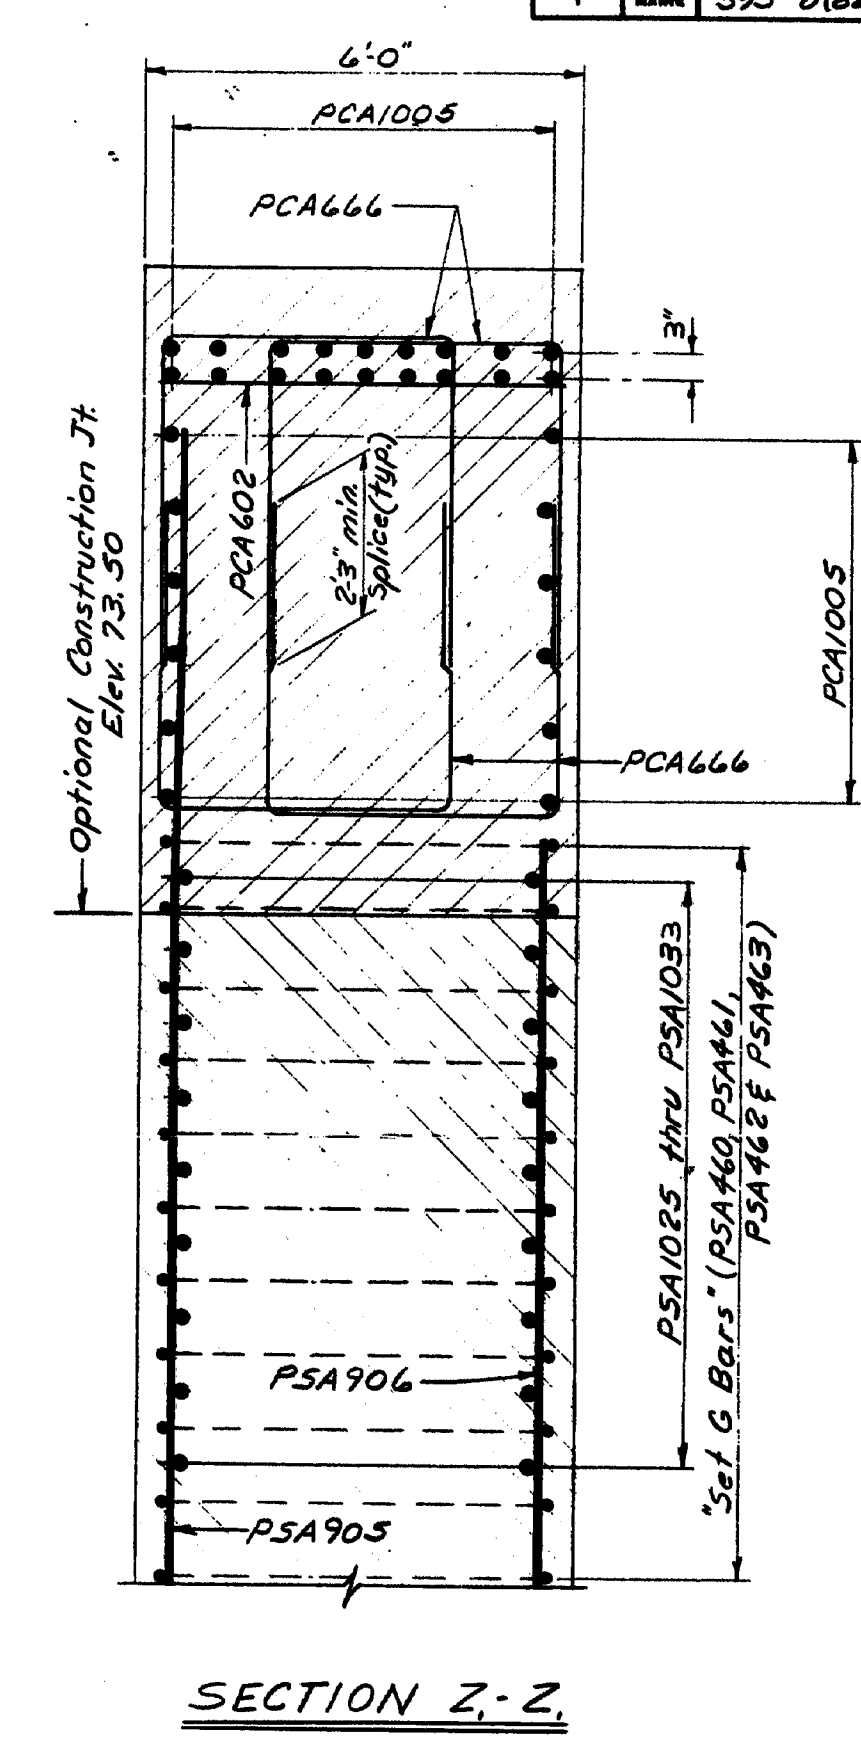 6'-0"
PCA1005
PCA666
3"
Optional Construction Jt.
Elev. 73.50
PCA602
2'-3" min.
Splice(typ.)
PCA1005
PCA666
PSA1025 thru PSA1033
"Set G Bars" (PSA460, PSA461,
PSA462 & PSA463)
PSA906
PSA905
SECTION Z₁-Z₁